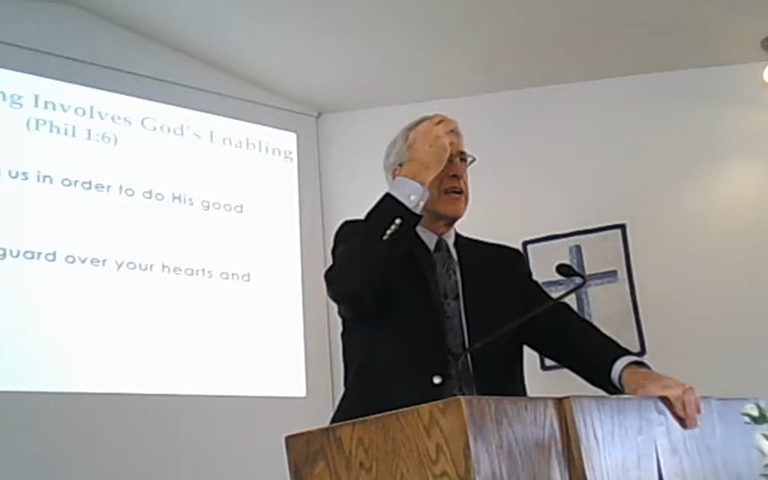 ng Involves God's Enabling
(Phil 1:6)
us in order to do His good
guard over your hearts and